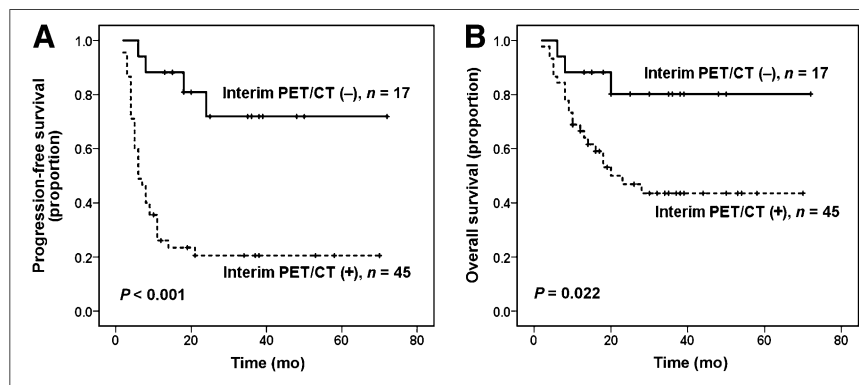 A
Progression-free survival
(proportion)
1.0
0.8
0.6
0.4
0.2
0.0
Interim PET/CT (–), n = 17
Interim PET/CT (+), n = 45
P < 0.001
0 20 40 60 80
Time (mo)
B
Overall survival (proportion)
1.0
0.8
0.6
0.4
0.2
0.0
Interim PET/CT (–), n = 17
Interim PET/CT (+), n = 45
P = 0.022
0 20 40 60 80
Time (mo)